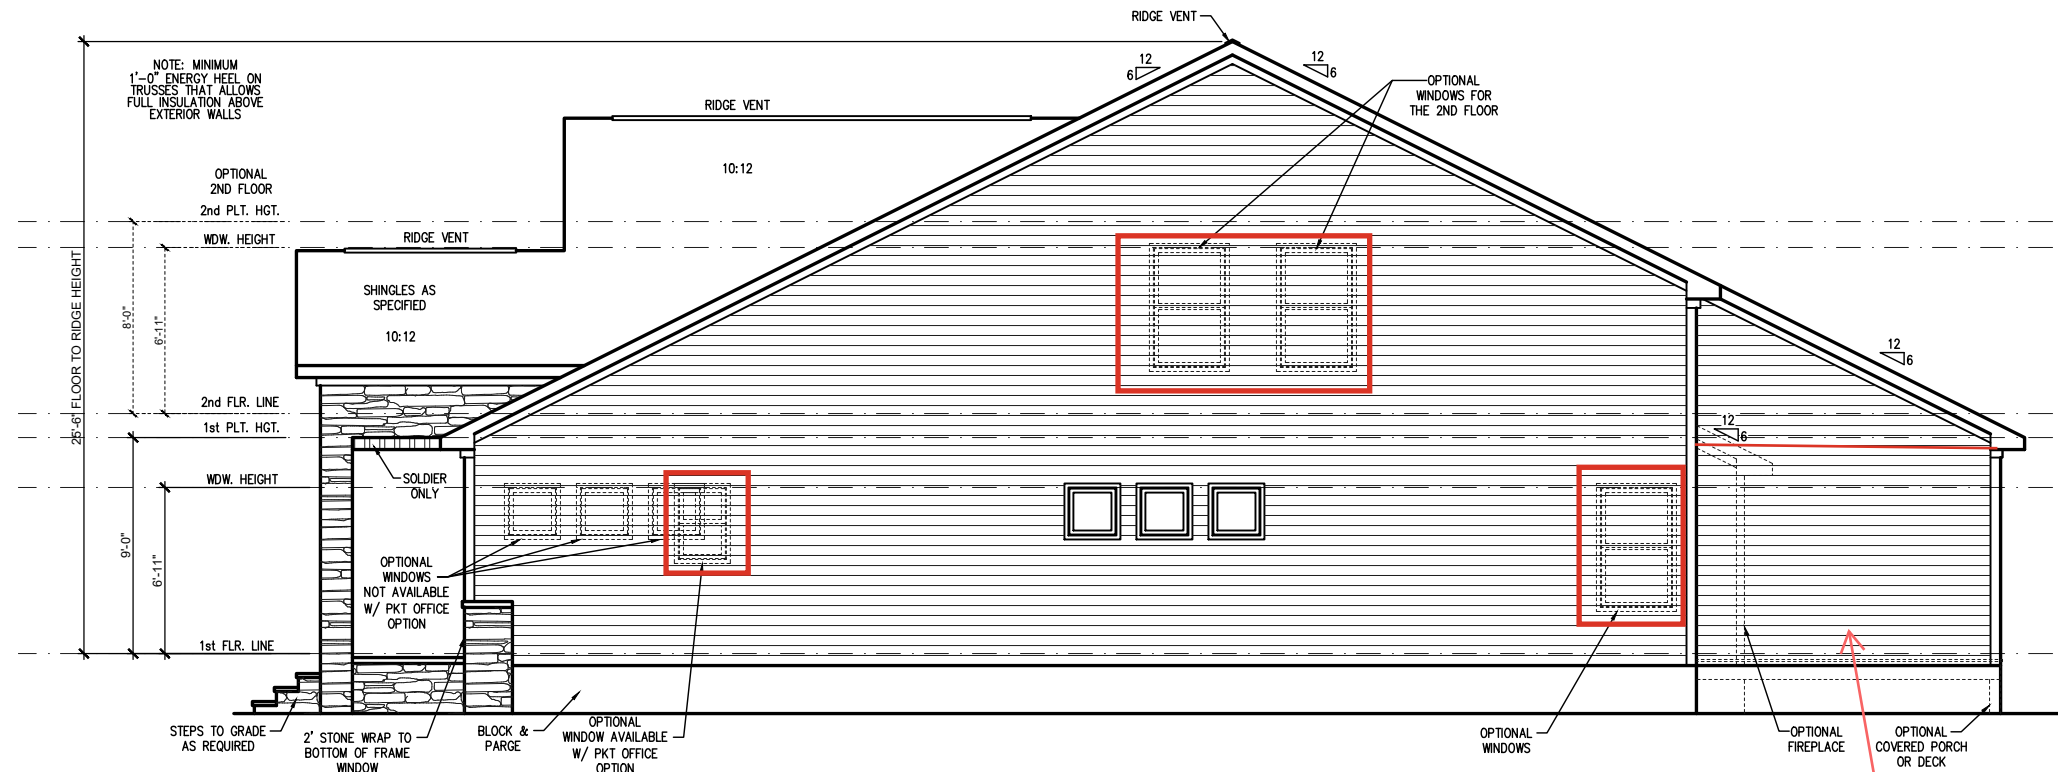 RIDGE VENT
12
6
12
6
NOTE: MINIMUM
1'-0" ENERGY HEEL ON
TRUSSES THAT ALLOWS
FULL INSULATION ABOVE
EXTERIOR WALLS
OPTIONAL
WINDOWS FOR
THE 2ND FLOOR
RIDGE VENT
10:12
OPTIONAL
2ND FLOOR
2nd PLT. HGT.
WDW. HEIGHT
RIDGE VENT
25'-6" FLOOR TO RIDGE HEIGHT
8'-0"
6'-11"
SHINGLES AS
SPECIFIED
10:12
12
6
2nd FLR. LINE
1st PLT. HGT.
12
6
WDW. HEIGHT
SOLDIER
ONLY
9'-0"
6'-11"
OPTIONAL
WINDOWS
NOT AVAILABLE
W/ PKT OFFICE
OPTION
1st FLR. LINE
STEPS TO GRADE
AS REQUIRED
2' STONE WRAP TO
BOTTOM OF FRAME
WINDOW
BLOCK &
PARGE
OPTIONAL
WINDOW AVAILABLE
W/ PKT OFFICE
OPTION
OPTIONAL
WINDOWS
OPTIONAL
FIREPLACE
OPTIONAL
COVERED PORCH
OR DECK